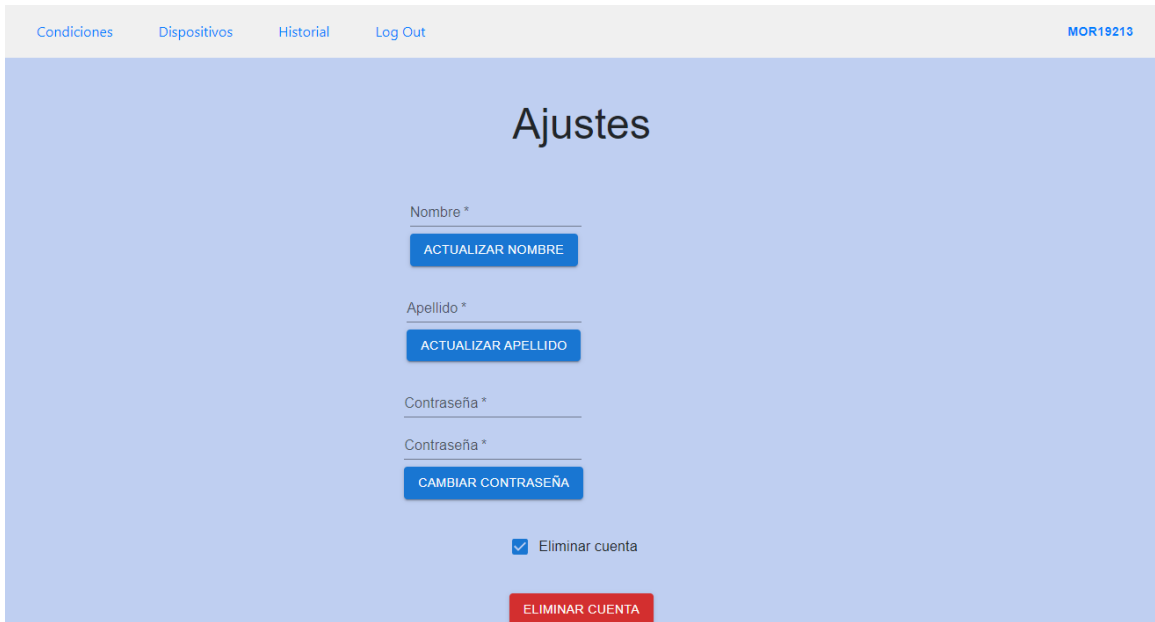 Condiciones Dispositivos Historial Log Out MOR19213
Ajustes
Nombre *
ACTUALIZAR NOMBRE
Apellido *
ACTUALIZAR APELLIDO
Contraseña *
Contraseña *
CAMBIAR CONTRASEÑA
Eliminar cuenta
ELIMINAR CUENTA